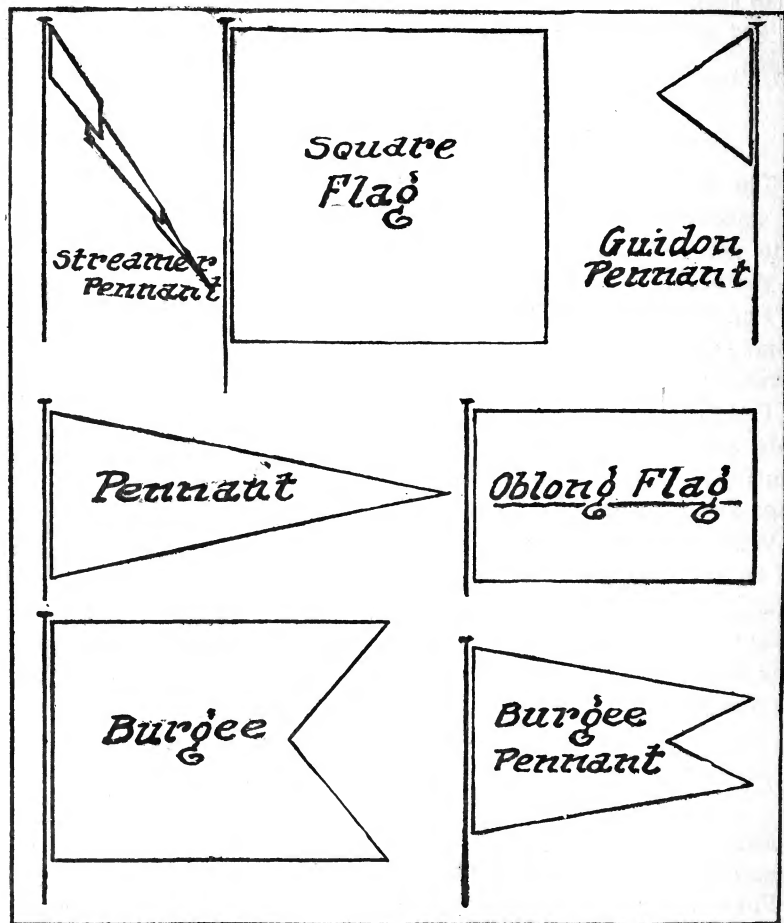 Streamer
Pennant
Square
Flag
Guidon
Pennant
Pennant
Oblong Flag
Burgee
Burgee
Pennant